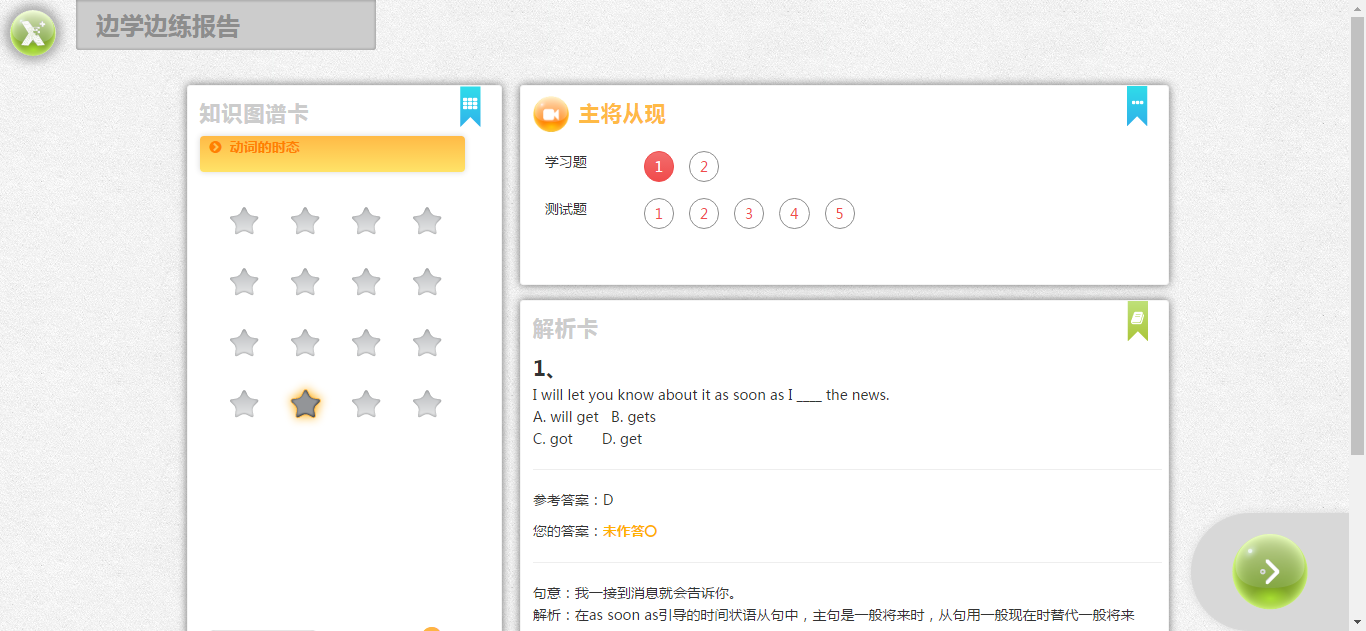 边学边练报告
知识图谱卡
动词的时态
主将从现
学习题 1 2
测试题 1 2 3 4 5
解析卡
1、
I will let you know about it as soon as I ____ the news.
A. will get B. gets
C. got D. get
参考答案：D
您的答案：未作答〇
句意：我一接到消息就会告诉你。
解析：在as soon as引导的时间状语从句中，主句是一般将来时，从句用一般现在时替代一般将来